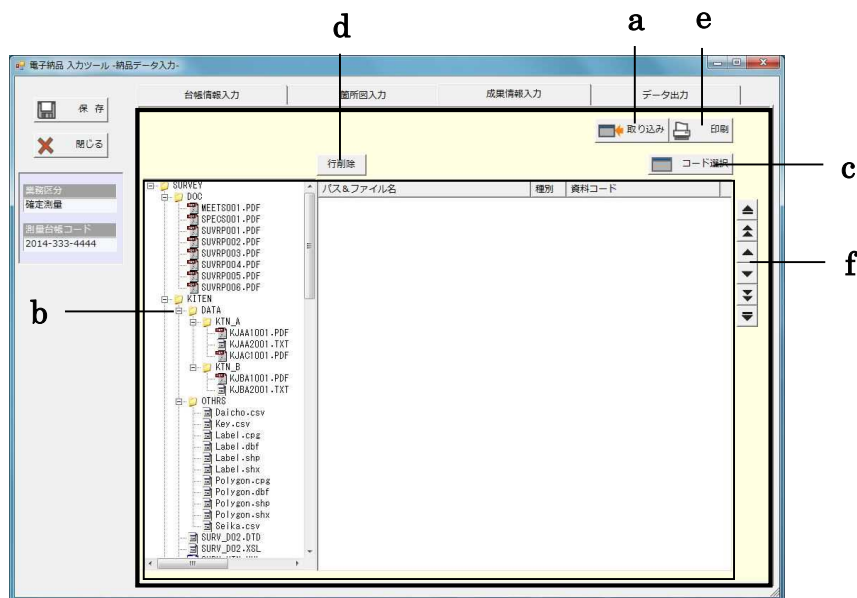 d
a
e
電子納品 入力ツール -納品データ入力-
台帳情報入力
箇所図入力
成果情報入力
データ出力
保 存
閉じる
取り込み
印刷
行削除
コード選択
c
業務区分
確定測量
測量台帳コード
2014-333-4444
パス&ファイル名
種別
資料コード
f
b
SURVEY
DOC
MEETS001.PDF
SPECS001.PDF
SUVRP001.PDF
SUVRP002.PDF
SUVRP003.PDF
SUVRP004.PDF
SUVRP005.PDF
SUVRP006.PDF
KITEN
DATA
KTN_A
KJAA1001.PDF
KJAA2001.TXT
KJAC1001.PDF
KTN_B
KJBA1001.PDF
KJBA2001.TXT
OTHRS
Daicho.csv
Key.csv
Label.cpg
Label.dbf
Label.shp
Label.shx
Polygon.cpg
Polygon.dbf
Polygon.shp
Polygon.shx
Seika.csv
SURV_D02.DTD
SURV_D02.XSL